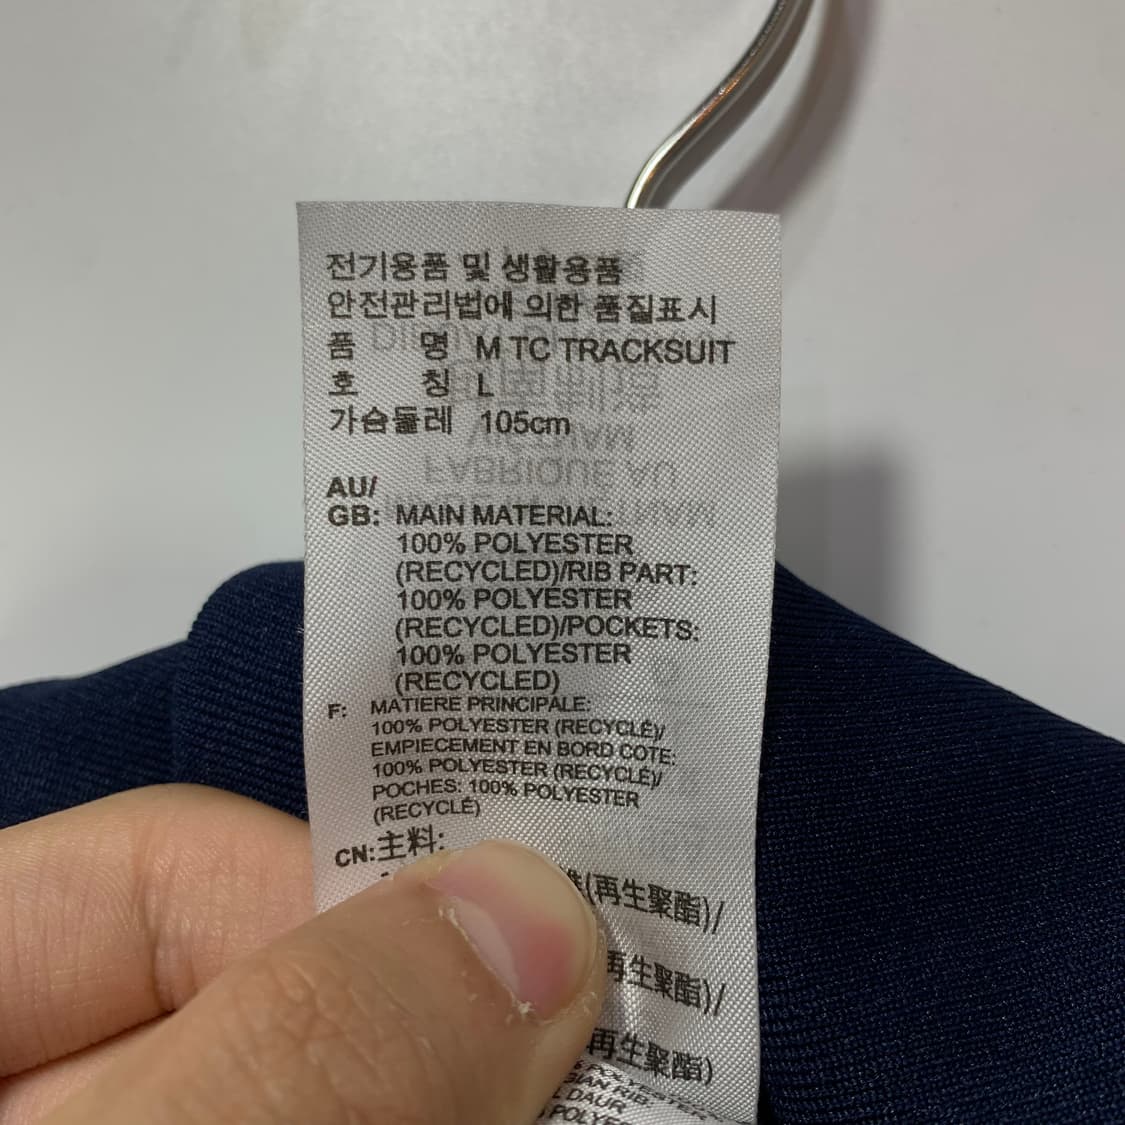 전기용품 및 생활용품
안전관리법에 의한 품질표시
품 명 M TC TRACKSUIT
호 칭 L
가슴둘레 105cm
AU/
GB: MAIN MATERIAL:
100% POLYESTER
(RECYCLED)/RIB PART:
100% POLYESTER
(RECYCLED)/POCKETS:
100% POLYESTER
(RECYCLED)
F: MATIERE PRINCIPALE:
100% POLYESTER (RECYCLÉ)/
EMPIECEMENT EN BORD COTE:
100% POLYESTER (RECYCLÉ)/
POCHES: 100% POLYESTER
(RECYCLÉ)
CN:主料:
(再生聚酯)/
再生聚酯)/
再生聚酯)
DAUR
POLYES